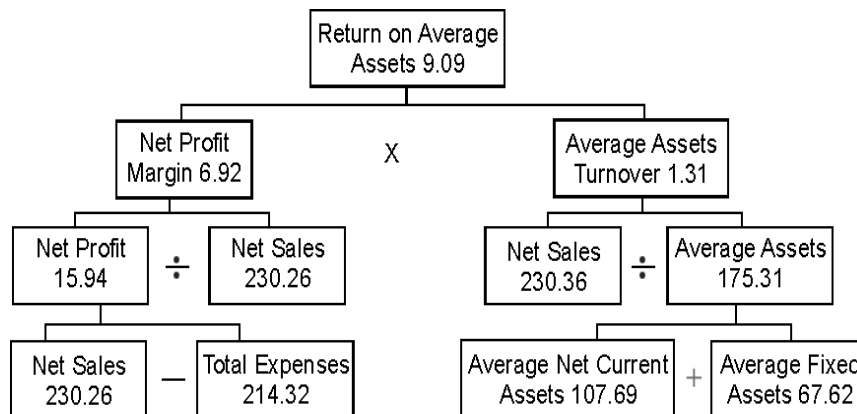 Return on Average
Assets 9.09
Net Profit
Margin 6.92
X
Average Assets
Turnover 1.31
Net Profit
15.94
÷
Net Sales
230.26
Net Sales
230.36
÷
Average Assets
175.31
Net Sales
230.26
—
Total Expenses
214.32
Average Net Current
Assets 107.69
+
Average Fixed
Assets 67.62